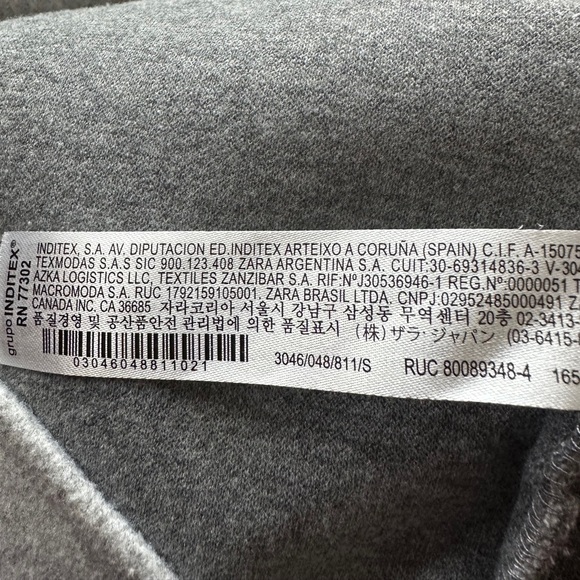 grupo INDITEX®
RN 77302
INDITEX, S.A. AV. DIPUTACION ED.INDITEX ARTEIXO A CORUÑA (SPAIN) C.I.F. A-15075
TEXMODAS S.A.S SIC 900.123.408 ZARA ARGENTINA S.A. CUIT:30-69314836-3 V-30
AZKA LOGISTICS LLC, TEXTILES ZANZIBAR S.A. RIF:NºJ30536946-1 REG.Nº:0000051 T
MACROMODA S.A. RUC 1792159105001. ZARA BRASIL LTDA. CNPJ:02952485000491 Z
CANADA INC. CA 36685 자라코리아 서울시 강남구 삼성동 무역센터 20층 02-3413-
품질경영 및 공산품안전 관리법에 의한 품질표시 (株) ザラ・ジャパン (03-6415-
03046048811021
3046/048/811/S
RUC 80089348-4
165